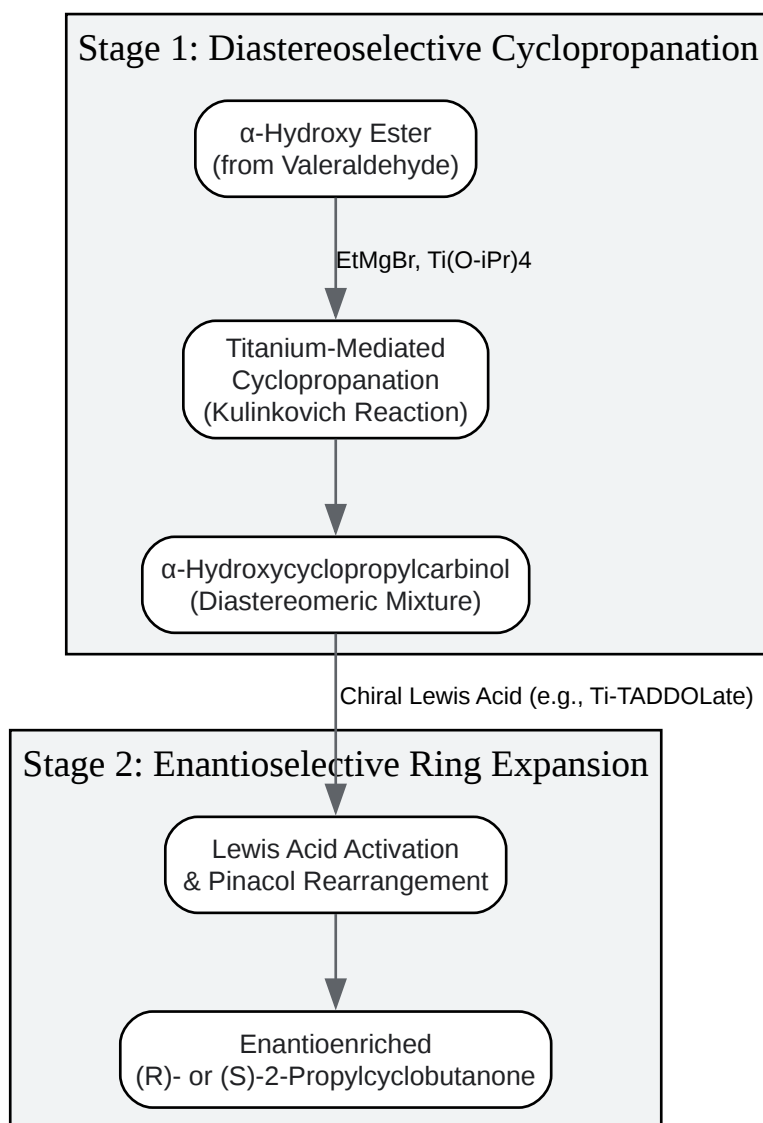 Stage 1: Diastereoselective Cyclopropanation
α-Hydroxy Ester
(from Valeraldehyde)
EtMgBr, Ti(O-iPr)4
Titanium-Mediated
Cyclopropanation
(Kulinkovich Reaction)
α-Hydroxycyclopropylcarbinol
(Diastereomeric Mixture)
Chiral Lewis Acid (e.g., Ti-TADDOLate)
Stage 2: Enantioselective Ring Expansion
Lewis Acid Activation
& Pinacol Rearrangement
Enantioenriched
(R)- or (S)-2-Propylcyclobutanone